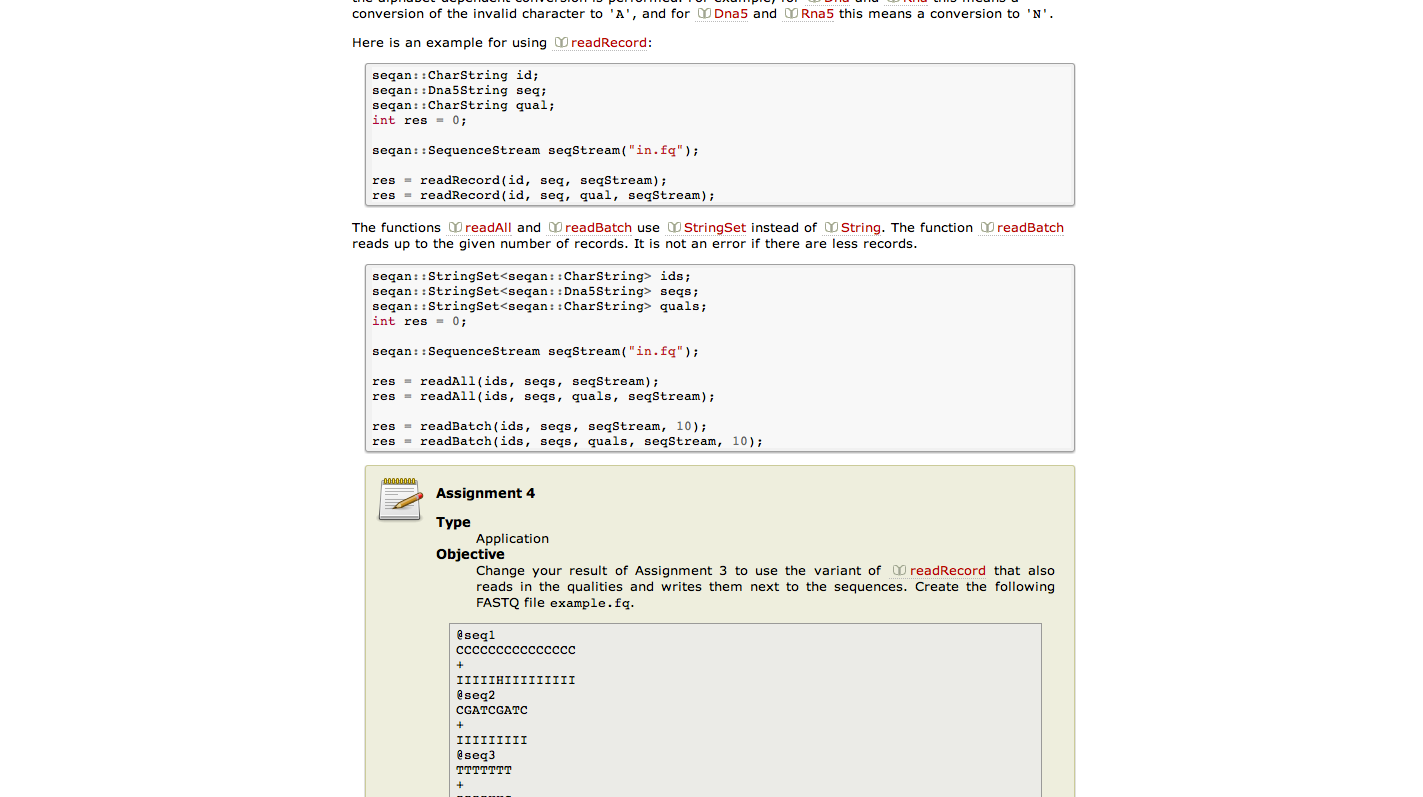 conversion of the invalid character to 'A', and for Dna5 and Rna5 this means a conversion to 'N'.
Here is an example for using readRecord:
seqan::CharString id;
seqan::Dna5String seq;
seqan::CharString qual;
int res = 0;
seqan::SequenceStream seqStream("in.fq");
res = readRecord(id, seq, seqStream);
res = readRecord(id, seq, qual, seqStream);
The functions readAll and readBatch use StringSet instead of String. The function readBatch
reads up to the given number of records. It is not an error if there are less records.
seqan::StringSet<seqan::CharString> ids;
seqan::StringSet<seqan::Dna5String> seqs;
seqan::StringSet<seqan::CharString> quals;
int res = 0;
seqan::SequenceStream seqStream("in.fq");
res = readAll(ids, seqs, seqStream);
res = readAll(ids, seqs, quals, seqStream);
res = readBatch(ids, seqs, seqStream, 10);
res = readBatch(ids, seqs, quals, seqStream, 10);
Assignment 4
Type
Application
Objective
Change your result of Assignment 3 to use the variant of readRecord that also
reads in the qualities and writes them next to the sequences. Create the following
FASTQ file example.fq.
@seq1
CCCCCCCCCCCCCCC
+
IIIIIHIIIIIIIII
@seq2
CGATCGATC
+
IIIIIIIII
@seq3
TTTTTTT
+